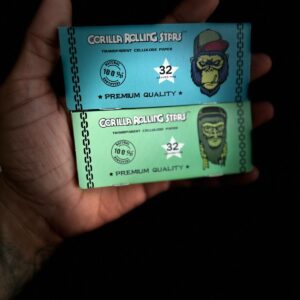 GORILLA ROLLING STARS
TRANSPARENT CELLULOSE PAPER
100%
32
★ PREMIUM QUALITY ★
GORILLA ROLLING STARS
TRANSPARENT CELLULOSE PAPER
100%
32
★ PREMIUM QUALITY ★